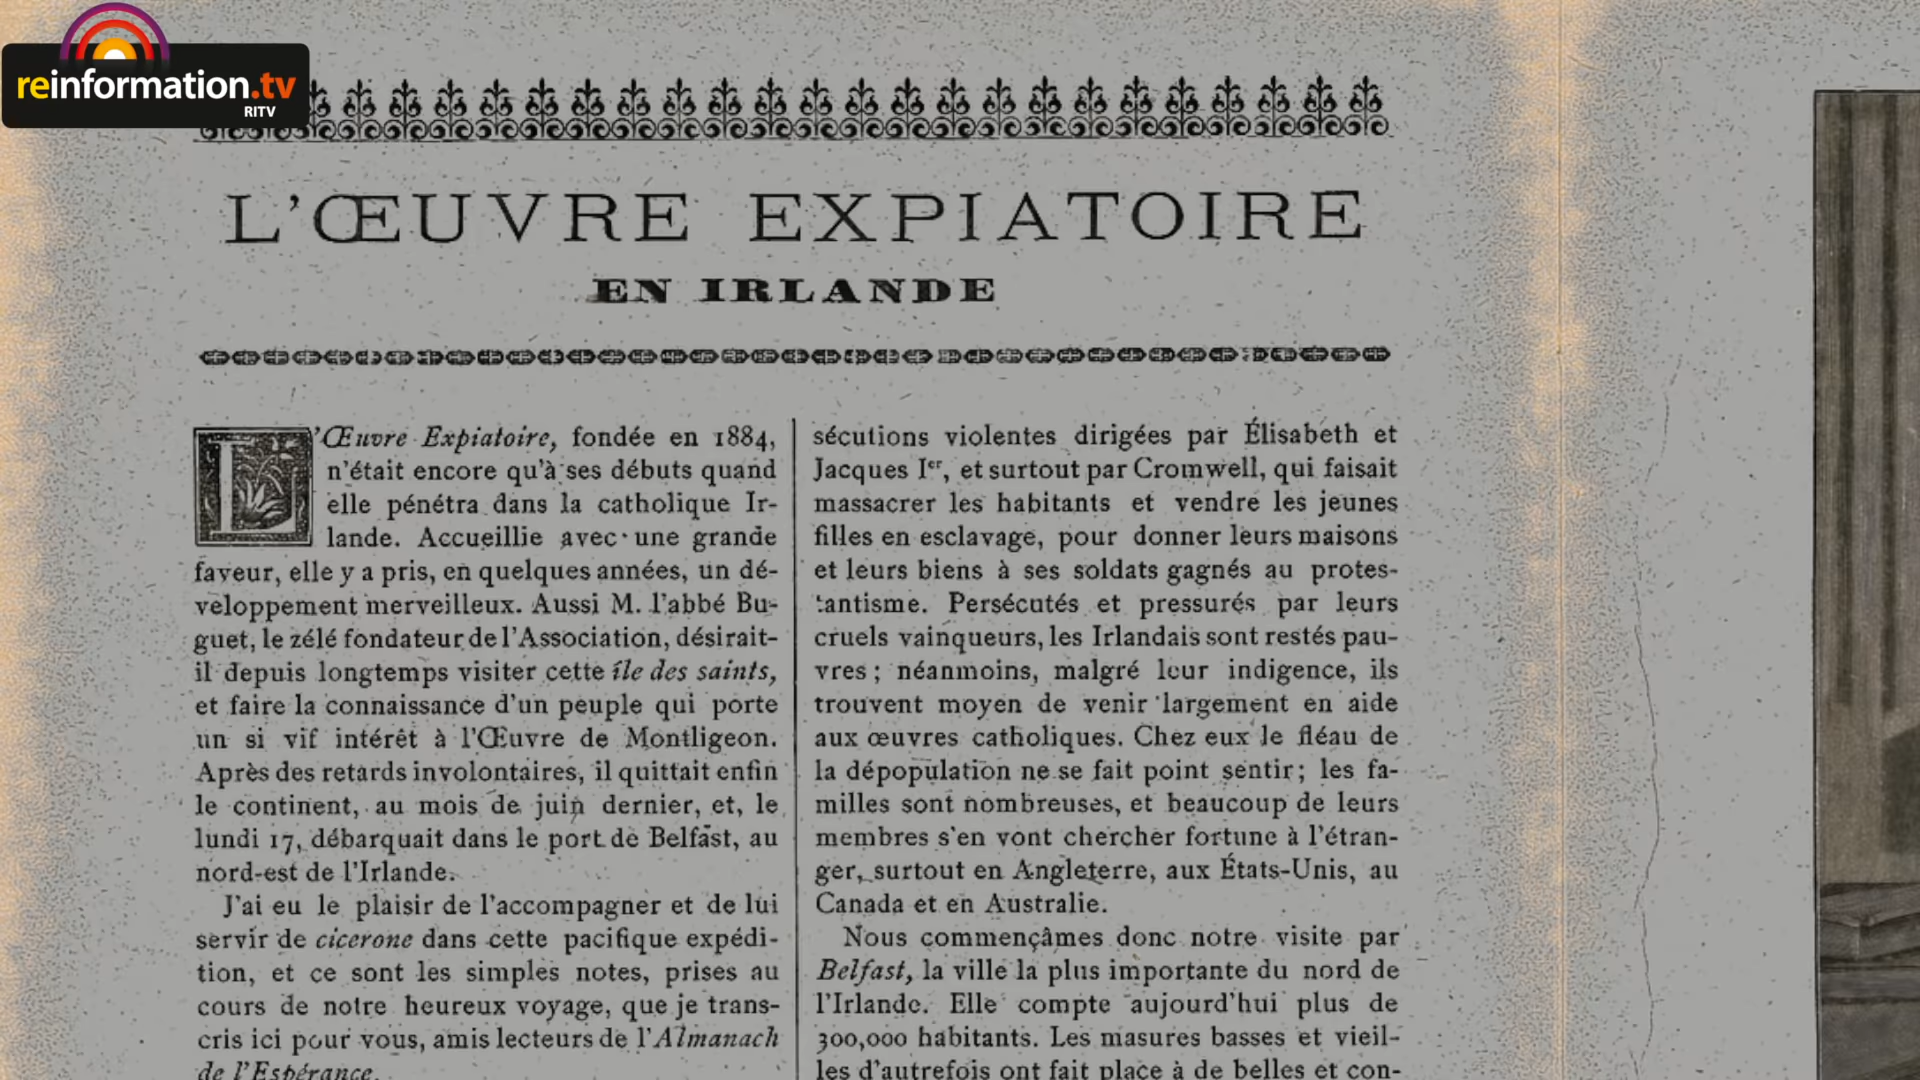 reinformation.tv
RITV
L'ŒUVRE EXPIATOIRE
EN IRLANDE
L'Œuvre Expiatoire, fondée en 1884,
n'était encore qu'à ses débuts quand
elle pénétra dans la catholique Ir-
lande. Accueillie avec une grande
faveur, elle y a pris, en quelques années, un dé-
veloppement merveilleux. Aussi M. l'abbé Bu-
guet, le zélé fondateur de l'Association, désirait-
il depuis longtemps visiter cette île des saints,
et faire la connaissance d'un peuple qui porte
un si vif intérêt à l'Œuvre de Montligeon.
Après des retards involontaires, il quittait enfin
le continent, au mois de juin dernier, et, le
lundi 17, débarquait dans le port de Belfast, au
nord-est de l'Irlande.
J'ai eu le plaisir de l'accompagner et de lui
servir de cicerone dans cette pacifique expédi-
tion, et ce sont les simples notes, prises au
cours de notre heureux voyage, que je trans-
cris ici pour vous, amis lecteurs de l'Almanach
de l'Espérance.
sécutions violentes dirigées par Élisabeth et
Jacques Ier, et surtout par Cromwell, qui faisait
massacrer les habitants et vendre les jeunes
filles en esclavage, pour donner leurs maisons
et leurs biens à ses soldats gagnés au protes-
tantisme. Persécutés et pressurés par leurs
cruels vainqueurs, les Irlandais sont restés pau-
vres ; néanmoins, malgré leur indigence, ils
trouvent moyen de venir largement en aide
aux œuvres catholiques. Chez eux le fléau de
la dépopulation ne se fait point sentir ; les fa-
milles sont nombreuses, et beaucoup de leurs
membres s'en vont chercher fortune à l'étran-
ger, surtout en Angleterre, aux États-Unis, au
Canada et en Australie.
Nous commençâmes donc notre visite par
Belfast, la ville la plus importante du nord de
l'Irlande. Elle compte aujourd'hui plus de
300,000 habitants. Les masures basses et vieil-
les d'autrefois ont fait place à de belles et con-